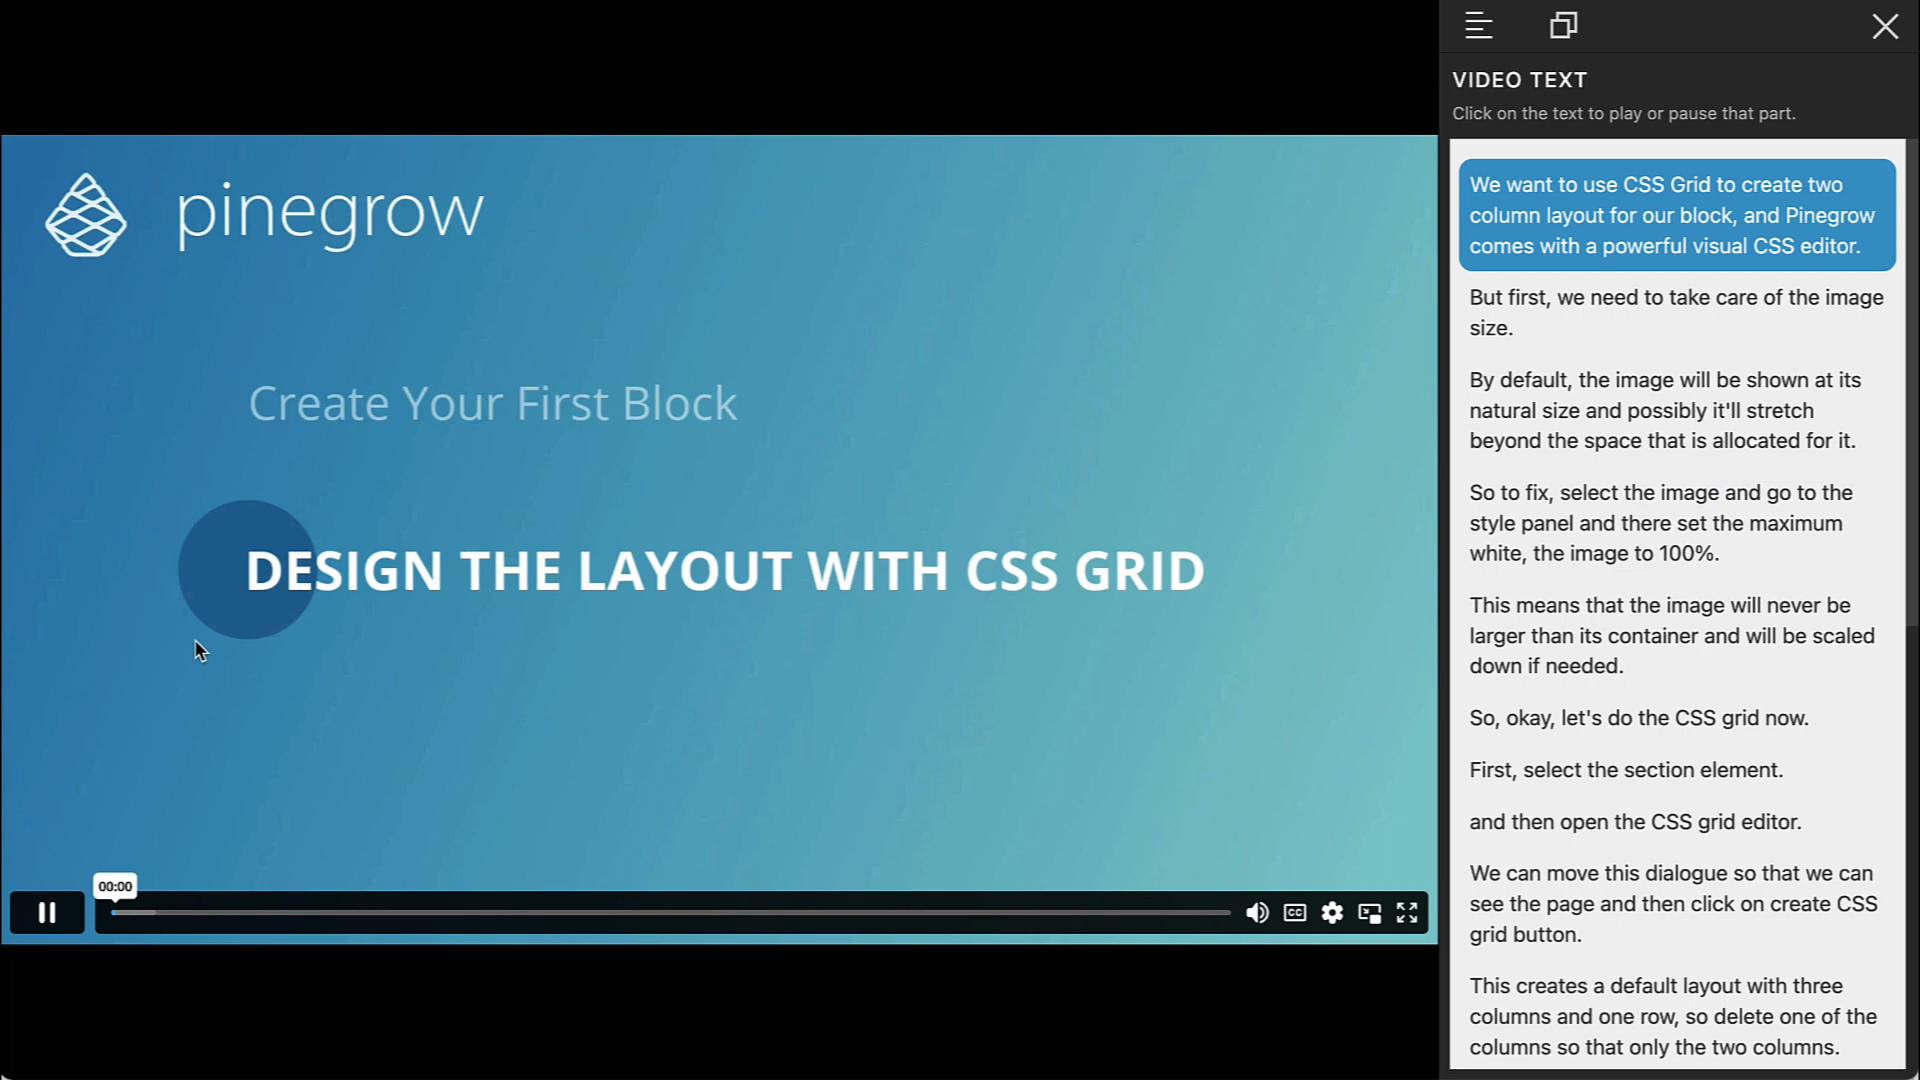 VIDEO TEXT
Click on the text to play or pause that part.
pinegrow
Create Your First Block
DESIGN THE LAYOUT WITH CSS GRID
00:00
CC
We want to use CSS Grid to create two
column layout for our block, and Pinegrow
comes with a powerful visual CSS editor.
But first, we need to take care of the image
size.
By default, the image will be shown at its
natural size and possibly it'll stretch
beyond the space that is allocated for it.
So to fix, select the image and go to the
style panel and there set the maximum
white, the image to 100%.
This means that the image will never be
larger than its container and will be scaled
down if needed.
So, okay, let's do the CSS grid now.
First, select the section element.
and then open the CSS grid editor.
We can move this dialogue so that we can
see the page and then click on create CSS
grid button.
This creates a default layout with three
columns and one row, so delete one of the
columns so that only the two columns.